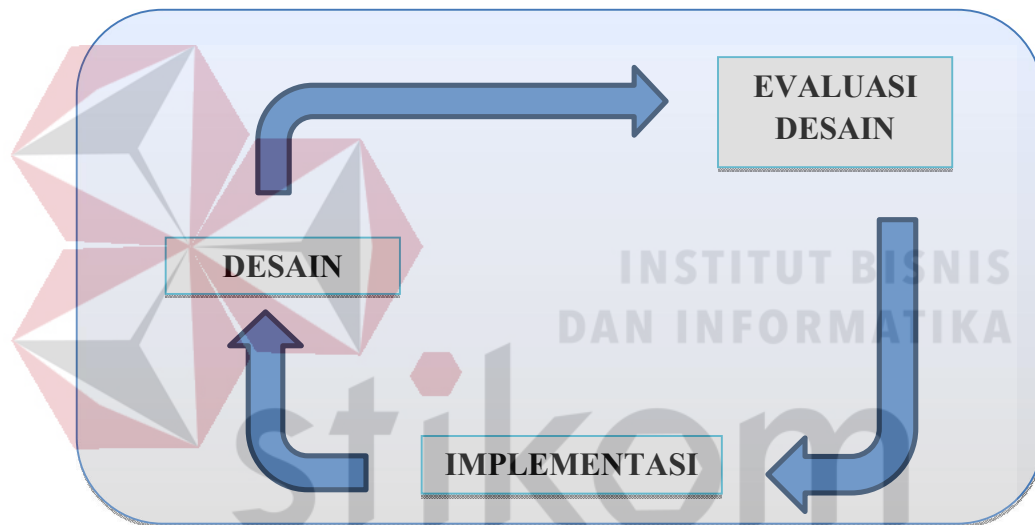 EVALUASI
DESAIN
DESAIN
INSTITUT BISNIS
DAN INFORMATIKA
stikom
IMPLEMENTASI